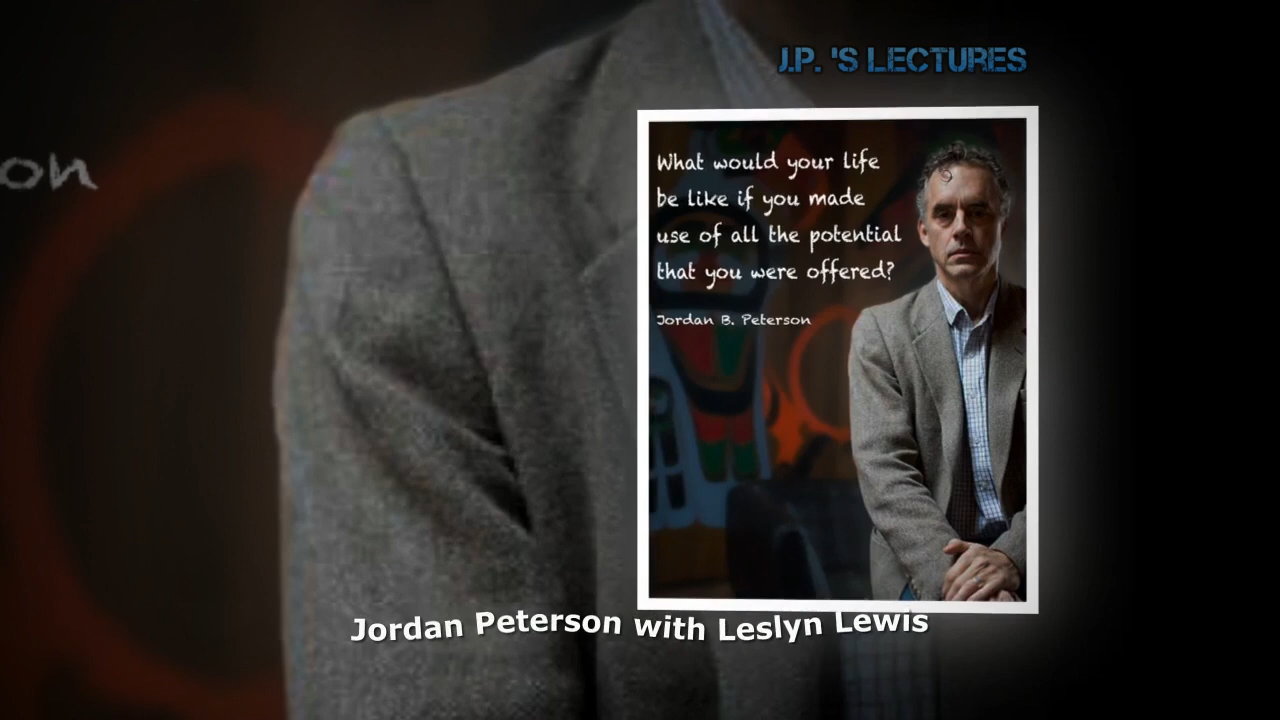 J.P. 'S LECTURES
on
What would your life
be like if you made
use of all the potential
that you were offered?
Jordan B. Peterson
Jordan Peterson with Leslyn Lewis